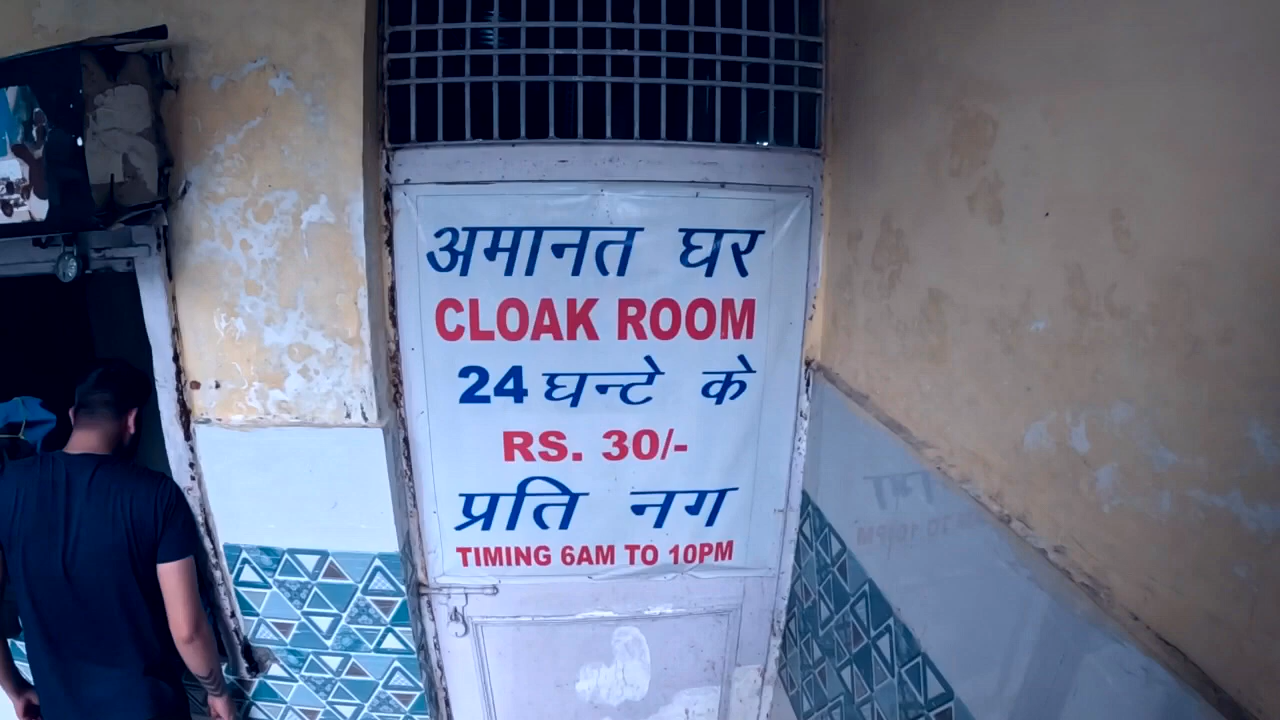 अमानत घर
CLOAK ROOM
24 घन्टे के
RS. 30/-
प्रति नग
TIMING 6AM TO 10PM